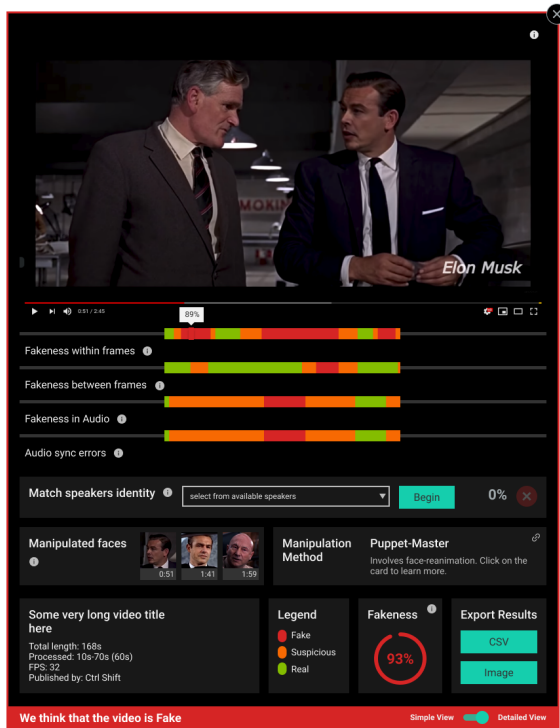 MOKIN
Elon Musk
0:51 / 2:45
89%
Fakeness within frames
Fakeness between frames
Fakeness in Audio
Audio sync errors
Match speakers identity
select from available speakers
Begin
0%
Manipulated faces
0:51
1:41
1:59
Manipulation
Method
Puppet-Master
Involves face-reanimation. Click on the
card to learn more.
Some very long video title
here
Total length: 168s
Processed: 10s-70s (60s)
FPS: 32
Published by: Ctrl Shift
Legend
Fake
Suspicious
Real
Fakeness
93%
Export Results
CSV
Image
We think that the video is Fake
Simple View
Detailed View